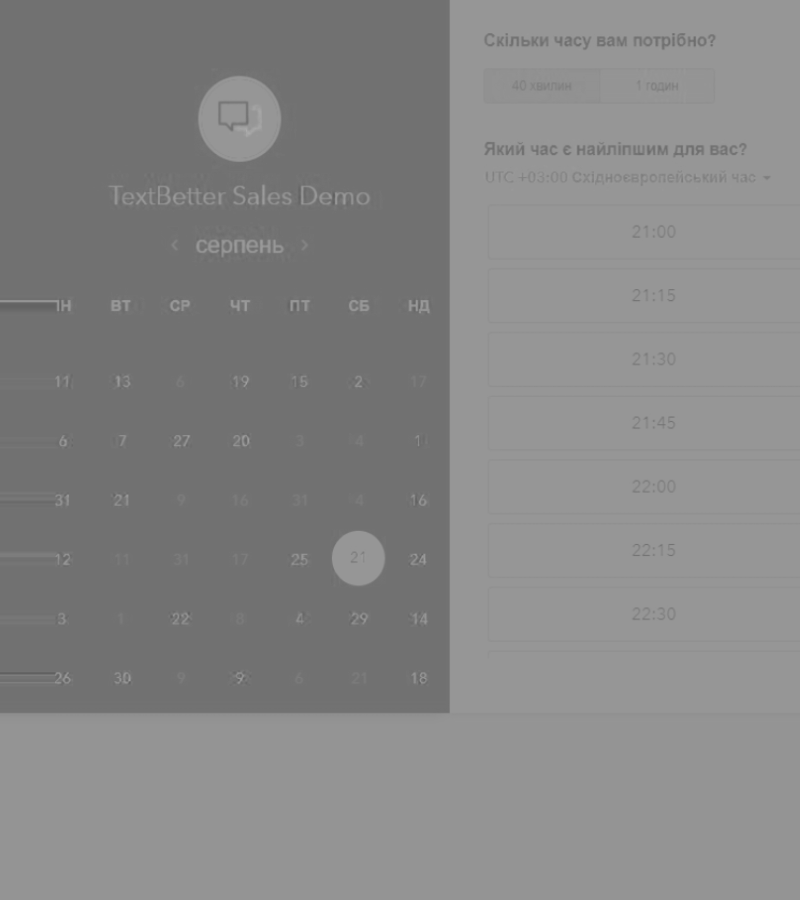 TextBetter Sales Demo
серпень
ВТ СР ЧТ ПТ СБ НД
11 13 6 19 15 2 17
6 7 27 20 3 4 1
31 21 9 16 31 4 16
12 11 31 17 25 21 24
3 1 22 8 4 29 14
26 30 9 9 6 21 18
Скільки часу вам потрібно?
40 хвилин 1 годин
Який час є найліпшим для вас?
UTC +03:00 Східноєвропейський час
21:00
21:15
21:30
21:45
22:00
22:15
22:30